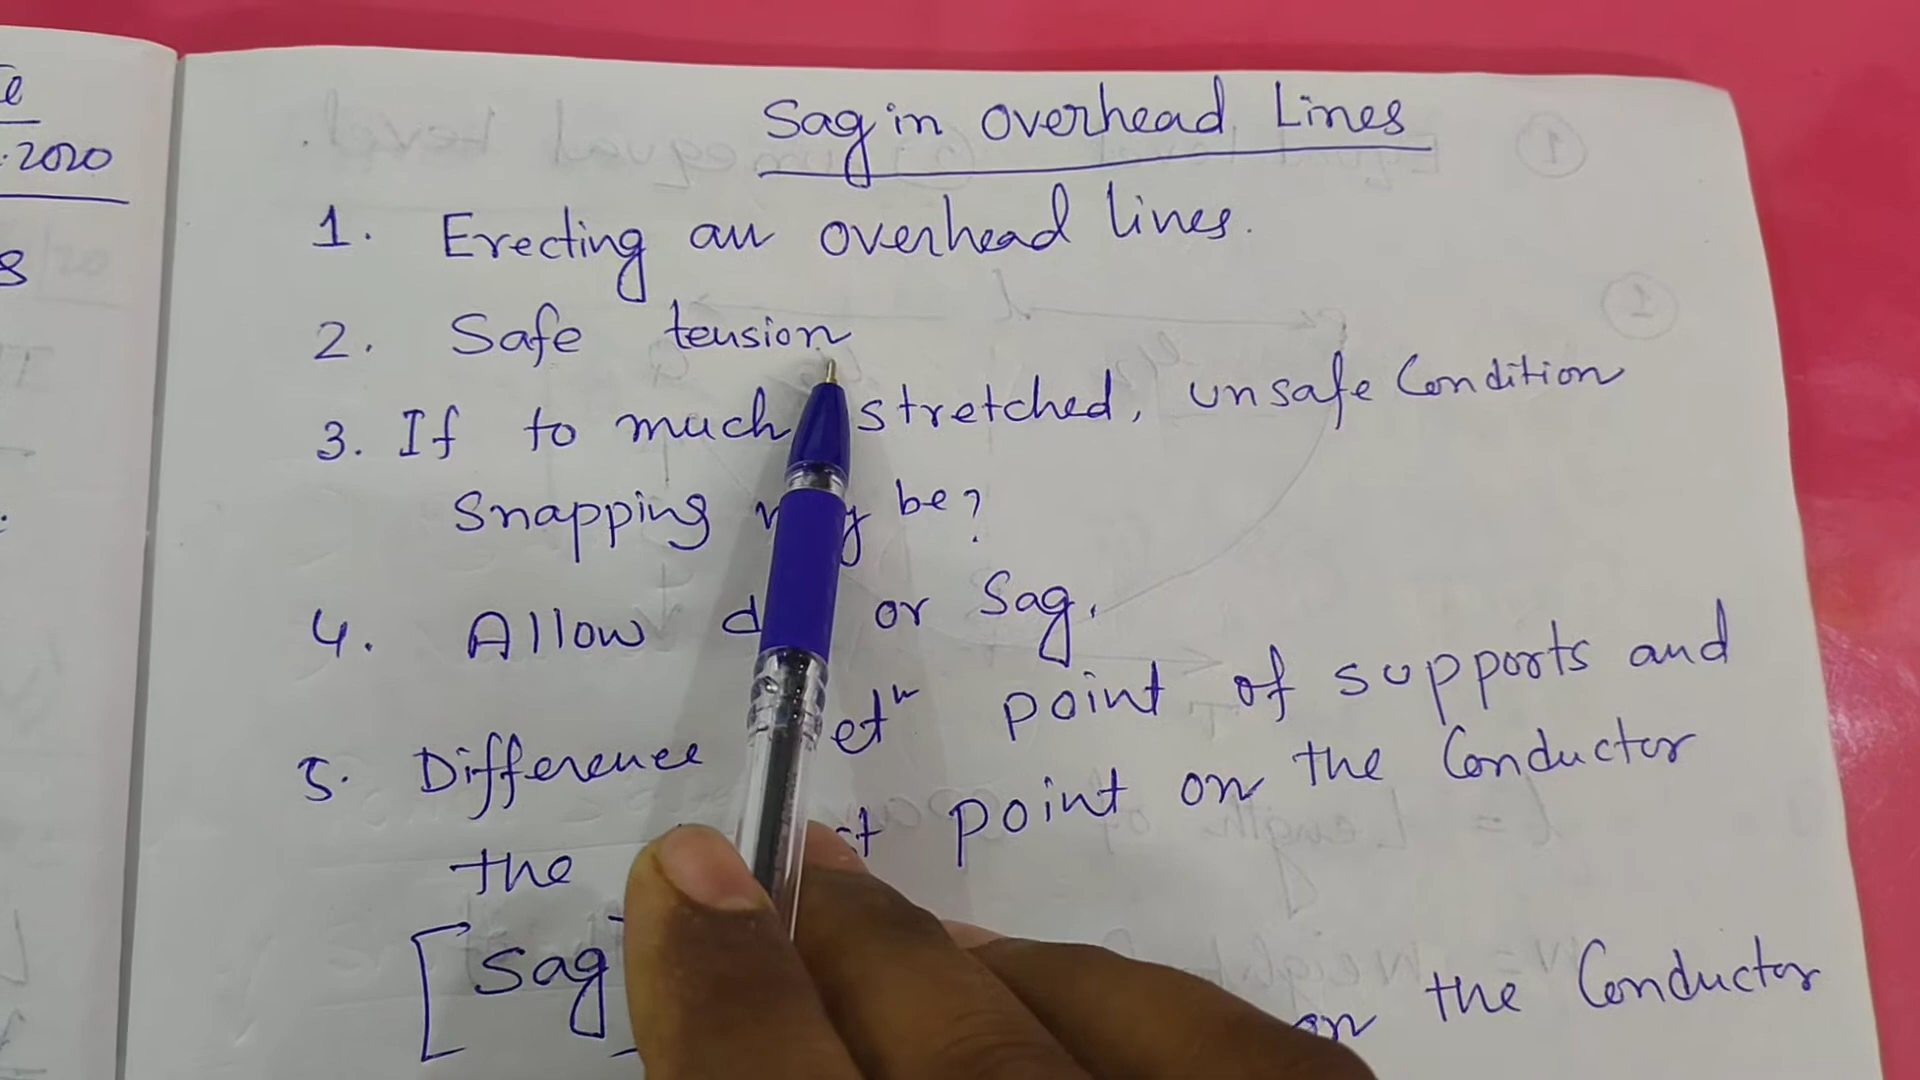 Sag in overhead Lines
1. Erecting an overhead lines.
2. Safe tension
3. If to much stretched, unsafe Condition
Snapping be?
4. Allow or Sag.
5. Difference point of supports and
the point on the Conductor
[Sag] on the Conductor
2020